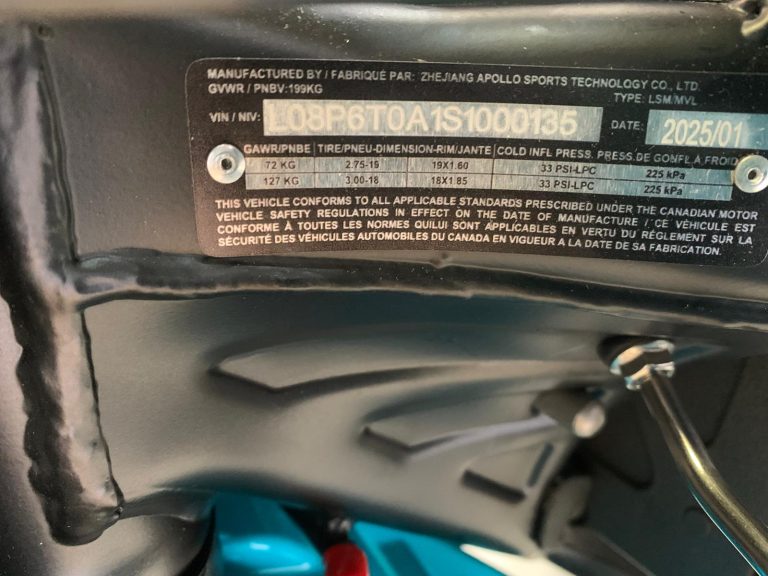 MANUFACTURED BY / FABRIQUÉ PAR: ZHEJIANG APOLLO SPORTS TECHNOLOGY CO., LTD.
GVWR / PNBV:199KG TYPE: LSM/MVL
VIN / NIV: L08P6T0A1S1000135 DATE: 2025/01
GAWR/PNBE TIRE/PNEU-DIMENSION-RIM/JANTE COLD INFL PRESS. PRESS.DE GONFL À FROID
72 KG 2.75-19 19X1.60 33 PSI-LPC 225 kPa
127 KG 3.00-18 18X1.85 33 PSI-LPC 225 kPa
THIS VEHICLE CONFORMS TO ALL APPLICABLE STANDARDS PRESCRIBED UNDER THE CANADIAN MOTOR
VEHICLE SAFETY REGULATIONS IN EFFECT ON THE DATE OF MANUFACTURE / CE VÉHICULE EST
CONFORME À TOUTES LES NORMES QUILUI SONT APPLICABLES EN VERTU DU RÉGLEMENT SUR LA
SÉCURITÉ DES VÉHICULES AUTOMOBILES DU CANADA EN VIGUEUR A LA DATE DE SA FABRICATION.